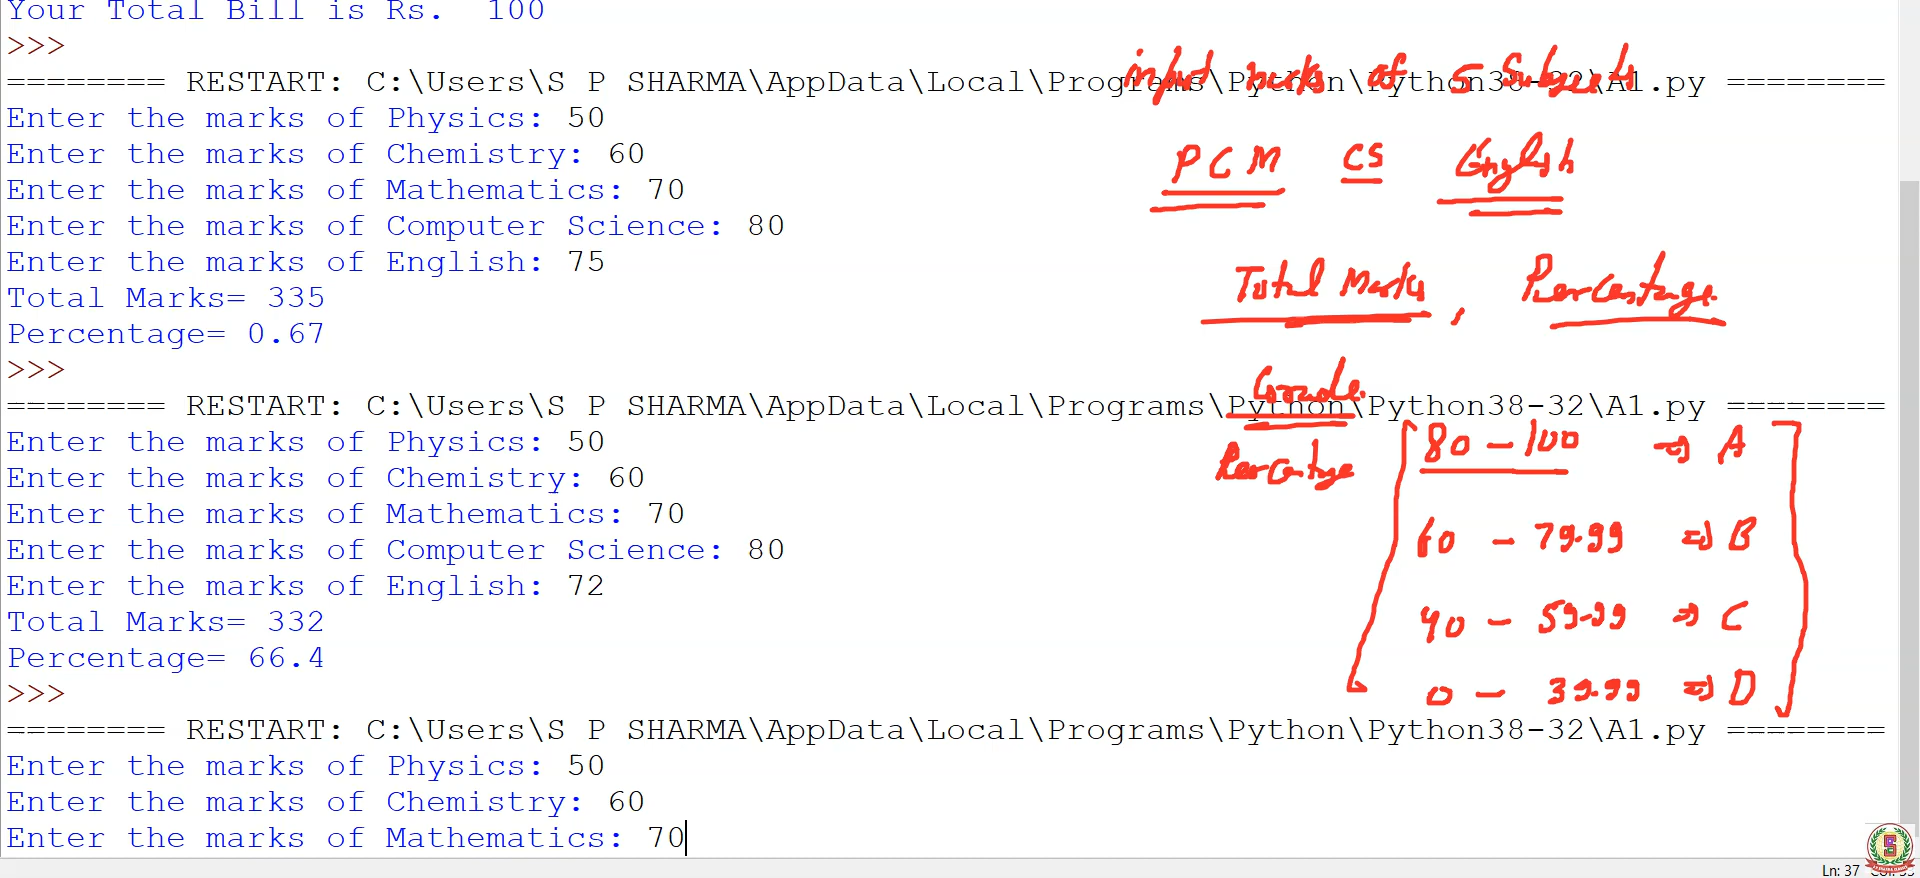 Your Total Bill is Rs.  100
>>>
======== RESTART: C:\Users\S P SHARMA\AppData\Local\Programs\Python\Python38-32\A1.py ========
Enter the marks of Physics: 50
Enter the marks of Chemistry: 60
Enter the marks of Mathematics: 70
Enter the marks of Computer Science: 80
Enter the marks of English: 75
Total Marks= 335
Percentage= 0.67
>>>
======== RESTART: C:\Users\S P SHARMA\AppData\Local\Programs\Python\Python38-32\A1.py ========
Enter the marks of Physics: 50
Enter the marks of Chemistry: 60
Enter the marks of Mathematics: 70
Enter the marks of Computer Science: 80
Enter the marks of English: 72
Total Marks= 332
Percentage= 66.4
>>>
======== RESTART: C:\Users\S P SHARMA\AppData\Local\Programs\Python\Python38-32\A1.py ========
Enter the marks of Physics: 50
Enter the marks of Chemistry: 60
Enter the marks of Mathematics: 70
input marks of 5 Subjects
PCM CS English
Total Marks, Percentage
Grade
Percentage
80 - 100 => A
60 - 79.99 => B
40 - 59.99 => C
0 - 39.99 => D
Ln: 37